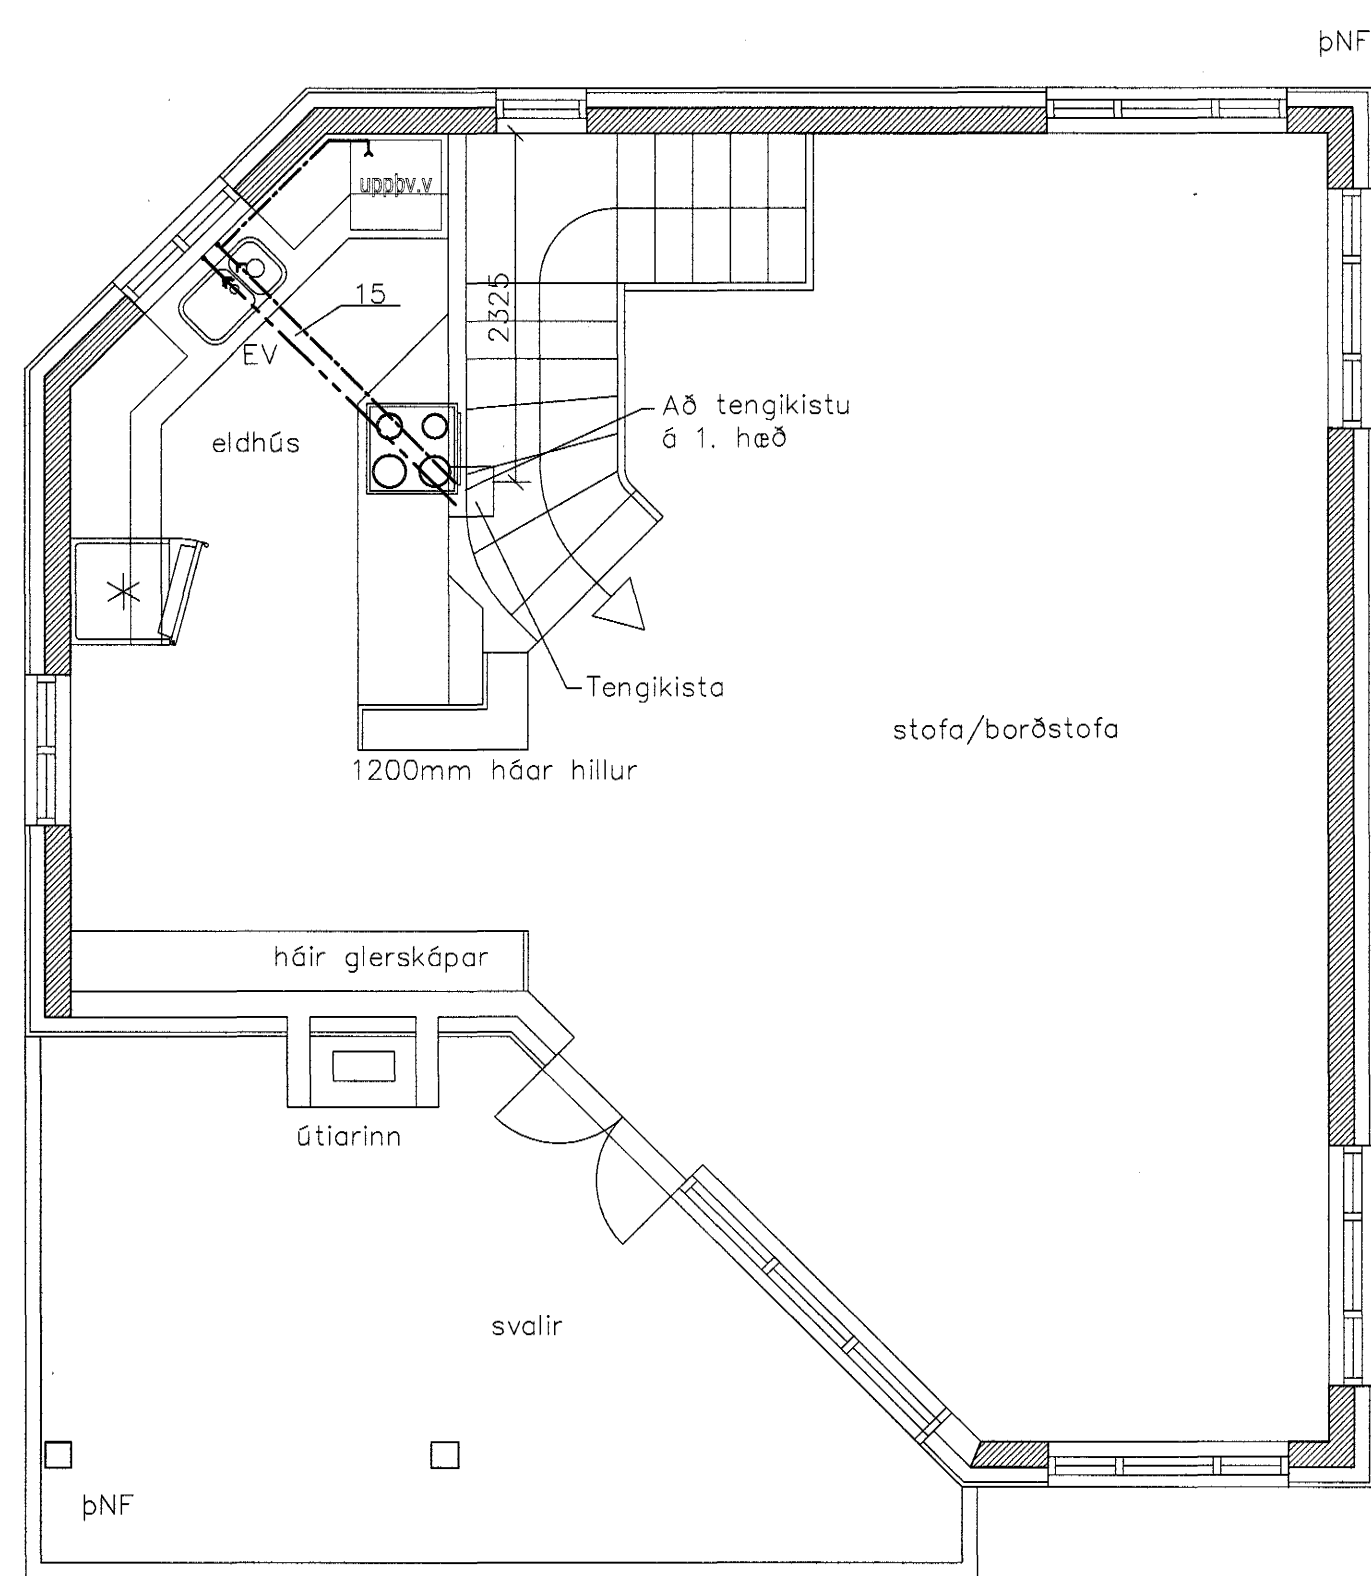 þNF
uppþv.v
15
2325
EV
Að tengikistu
á 1. hæð
eldhús
Tengikista
stofa/borðstofa
1200mm háar hillur
háir glerskápar
útiarinn
svalir
þNF